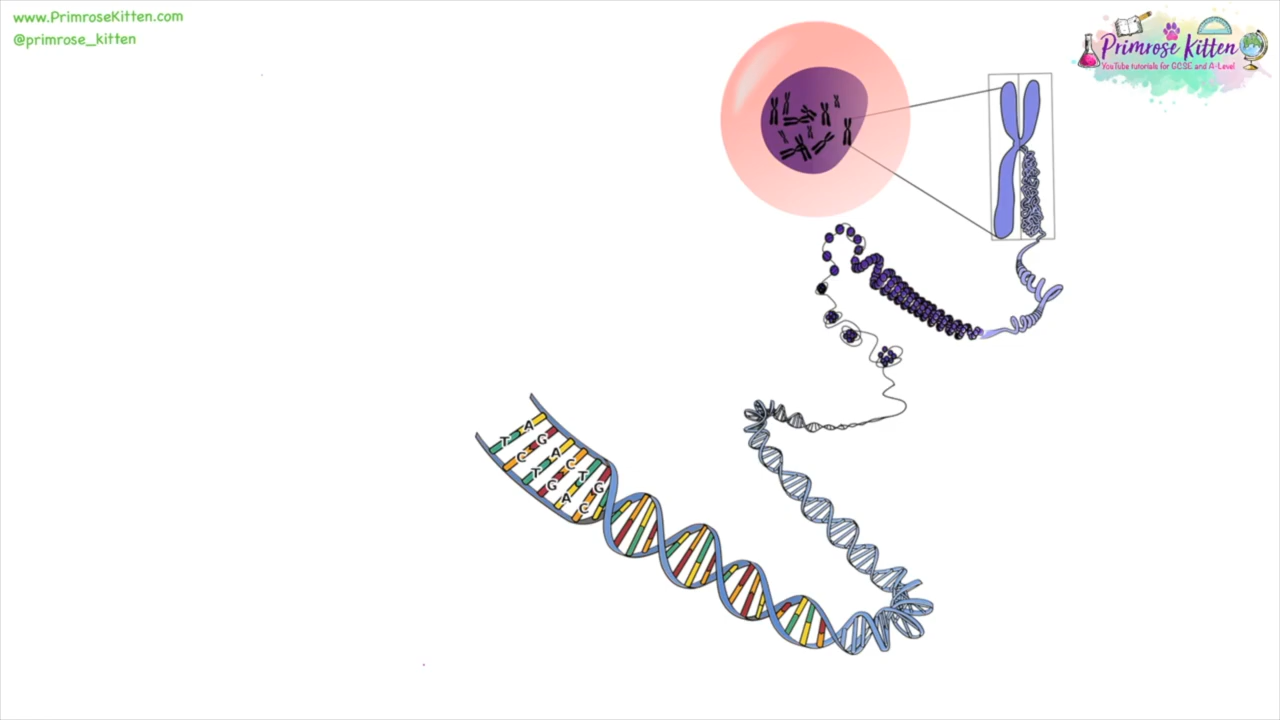 www.PrimroseKitten.com
@primrose_kitten
Primrose Kitten
YouTube tutorials for GCSE and A-Level
A
T
G
C
A
C
T
T
G
G
A
C